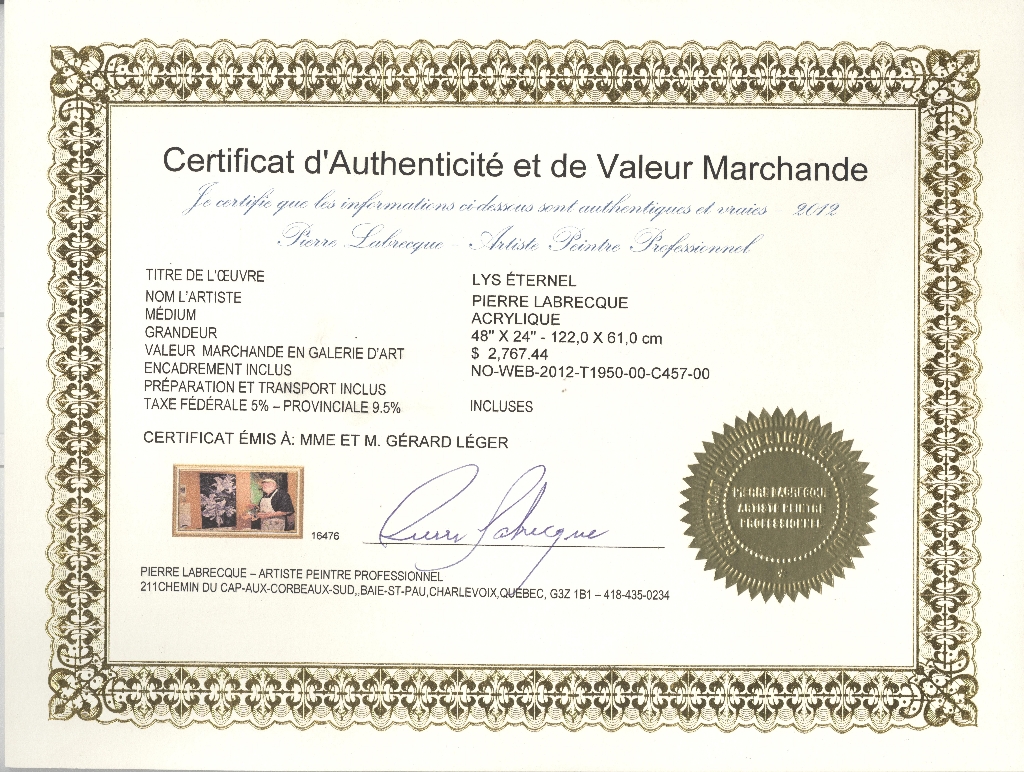 Certificat d'Authenticité et de Valeur Marchande
Je certifie que les informations ci-dessous sont authentiques et vraies - 2012
Pierre Labrecque - Artiste Peintre Professionnel
TITRE DE L'ŒUVRE LYS ÉTERNEL
NOM L'ARTISTE PIERRE LABRECQUE
MÉDIUM ACRYLIQUE
GRANDEUR 48" X 24" - 122,0 X 61,0 cm
VALEUR MARCHANDE EN GALERIE D'ART $ 2,767.44
ENCADREMENT INCLUS NO-WEB-2012-T1950-00-C457-00
PRÉPARATION ET TRANSPORT INCLUS
TAXE FÉDÉRALE 5% – PROVINCIALE 9.5% INCLUSES
CERTIFICAT ÉMIS À: MME ET M. GÉRARD LÉGER
16476
Pierre Labrecque
PIERRE LABRECQUE – ARTISTE PEINTRE PROFESSIONNEL
211CHEMIN DU CAP-AUX-CORBEAUX-SUD,,BAIE-ST-PAU,CHARLEVOIX,QUÉBEC, G3Z 1B1 – 418-435-0234
D'AUTHENTICITÉ ET DE
PIERRE LABRECQUE
ARTISTE PEINTRE
PROFESSIONNEL